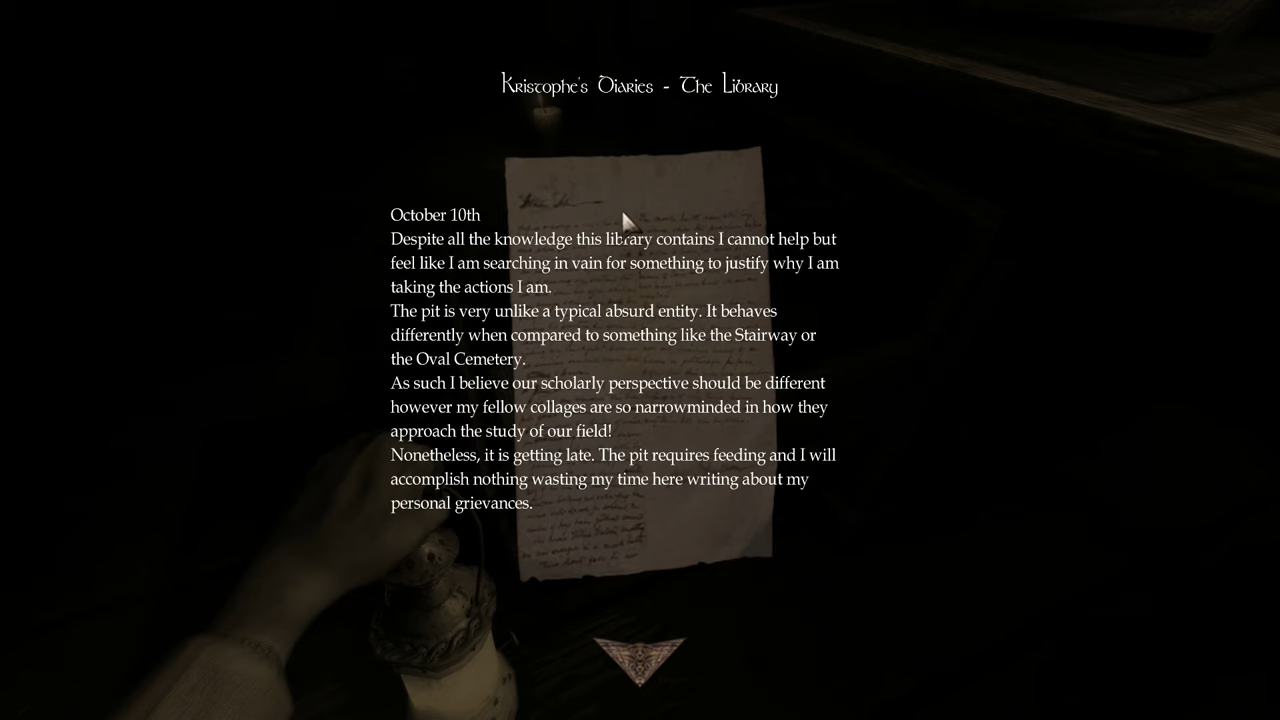 Kristophe's Diaries - The Library
October 10th
Despite all the knowledge this library contains I cannot help but
feel like I am searching in vain for something to justify why I am
taking the actions I am.
The pit is very unlike a typical absurd entity. It behaves
differently when compared to something like the Stairway or
the Oval Cemetery.
As such I believe our scholarly perspective should be different
however my fellow collages are so narrowminded in how they
approach the study of our field!
Nonetheless, it is getting late. The pit requires feeding and I will
accomplish nothing wasting my time here writing about my
personal grievances.